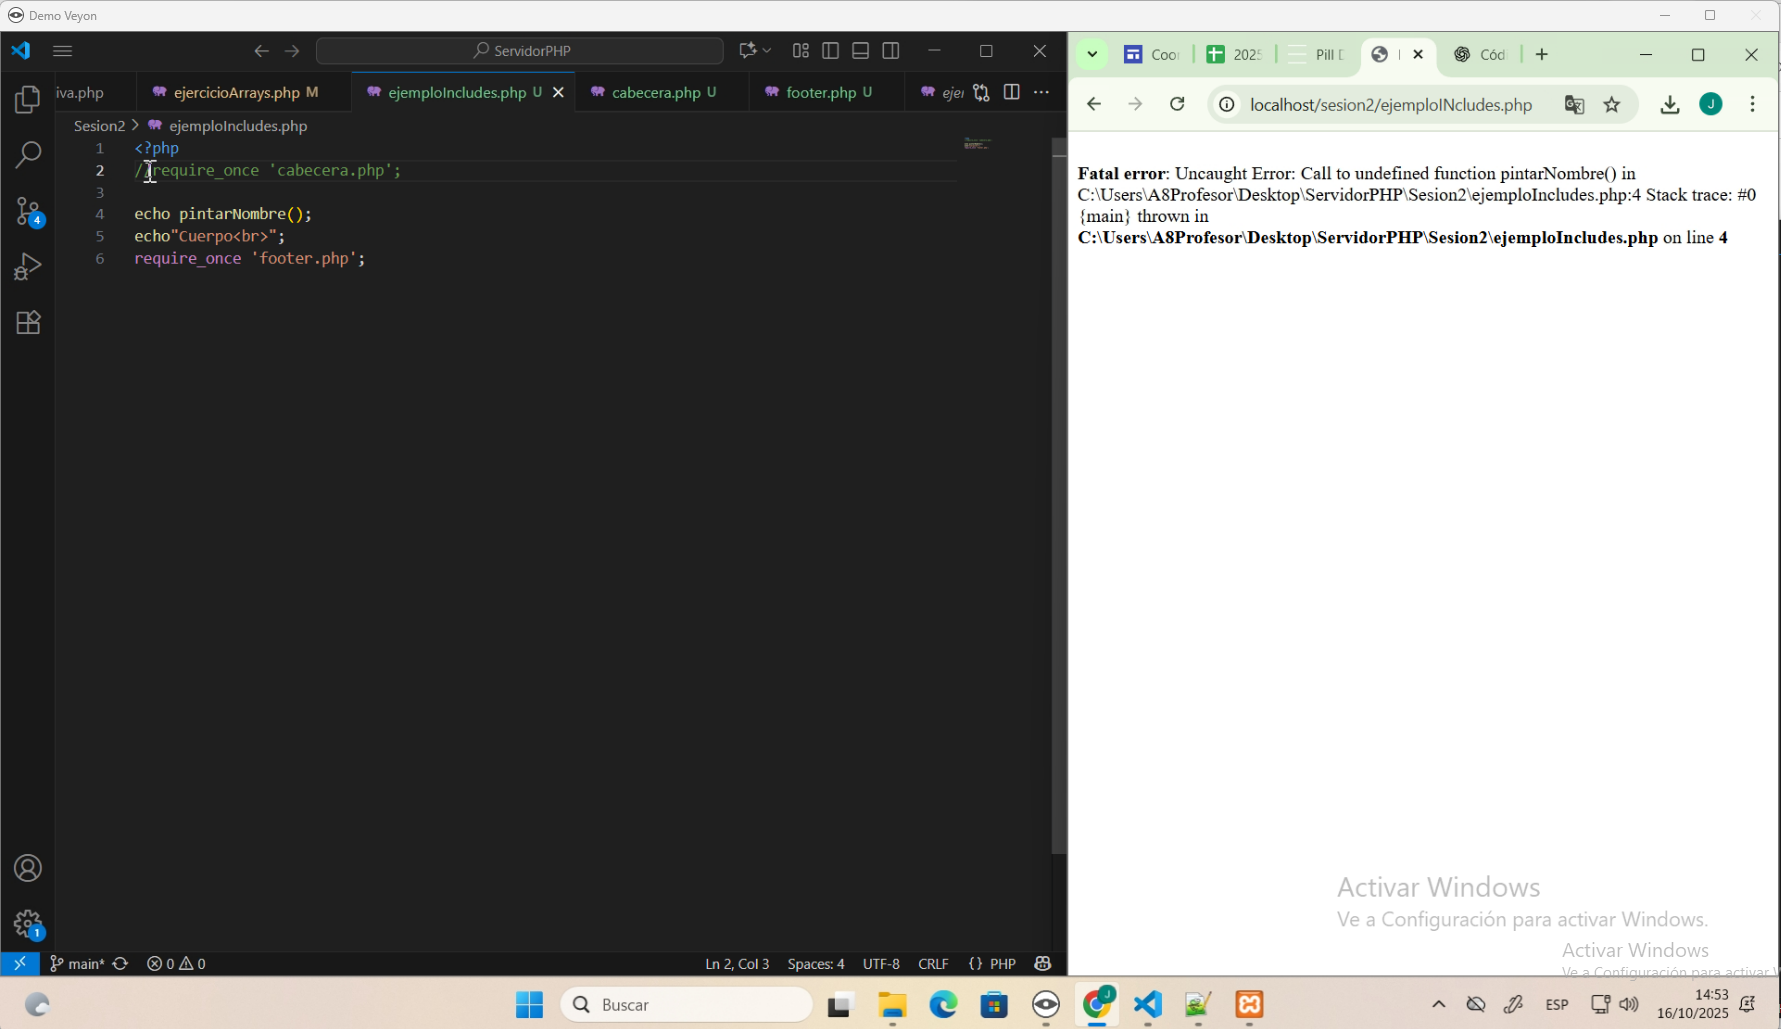 Demo Veyon
ServidorPHP
iva.php
ejercicioArrays.php M
ejemploIncludes.php U
cabecera.php U
footer.php U
ejer
Sesion2 > ejemploIncludes.php
1 <?php
2 //require_once 'cabecera.php';
3
4 echo pintarNombre();
5 echo"Cuerpo<br>";
6 require_once 'footer.php';
4
1
main*
0 0
Ln 2, Col 3
Spaces: 4
UTF-8
CRLF
{} PHP
Coor
2025
Pill D
Códi
localhost/sesion2/ejemploINcludes.php
J
Fatal error: Uncaught Error: Call to undefined function pintarNombre() in
C:\Users\A8Profesor\Desktop\ServidorPHP\Sesion2\ejemploIncludes.php:4 Stack trace: #0
{main} thrown in
C:\Users\A8Profesor\Desktop\ServidorPHP\Sesion2\ejemploIncludes.php on line 4
Activar Windows
Ve a Configuración para activar Windows.
Activar Windows
Ve a Configuración para activar
Buscar
J
ESP
14:53
16/10/2025